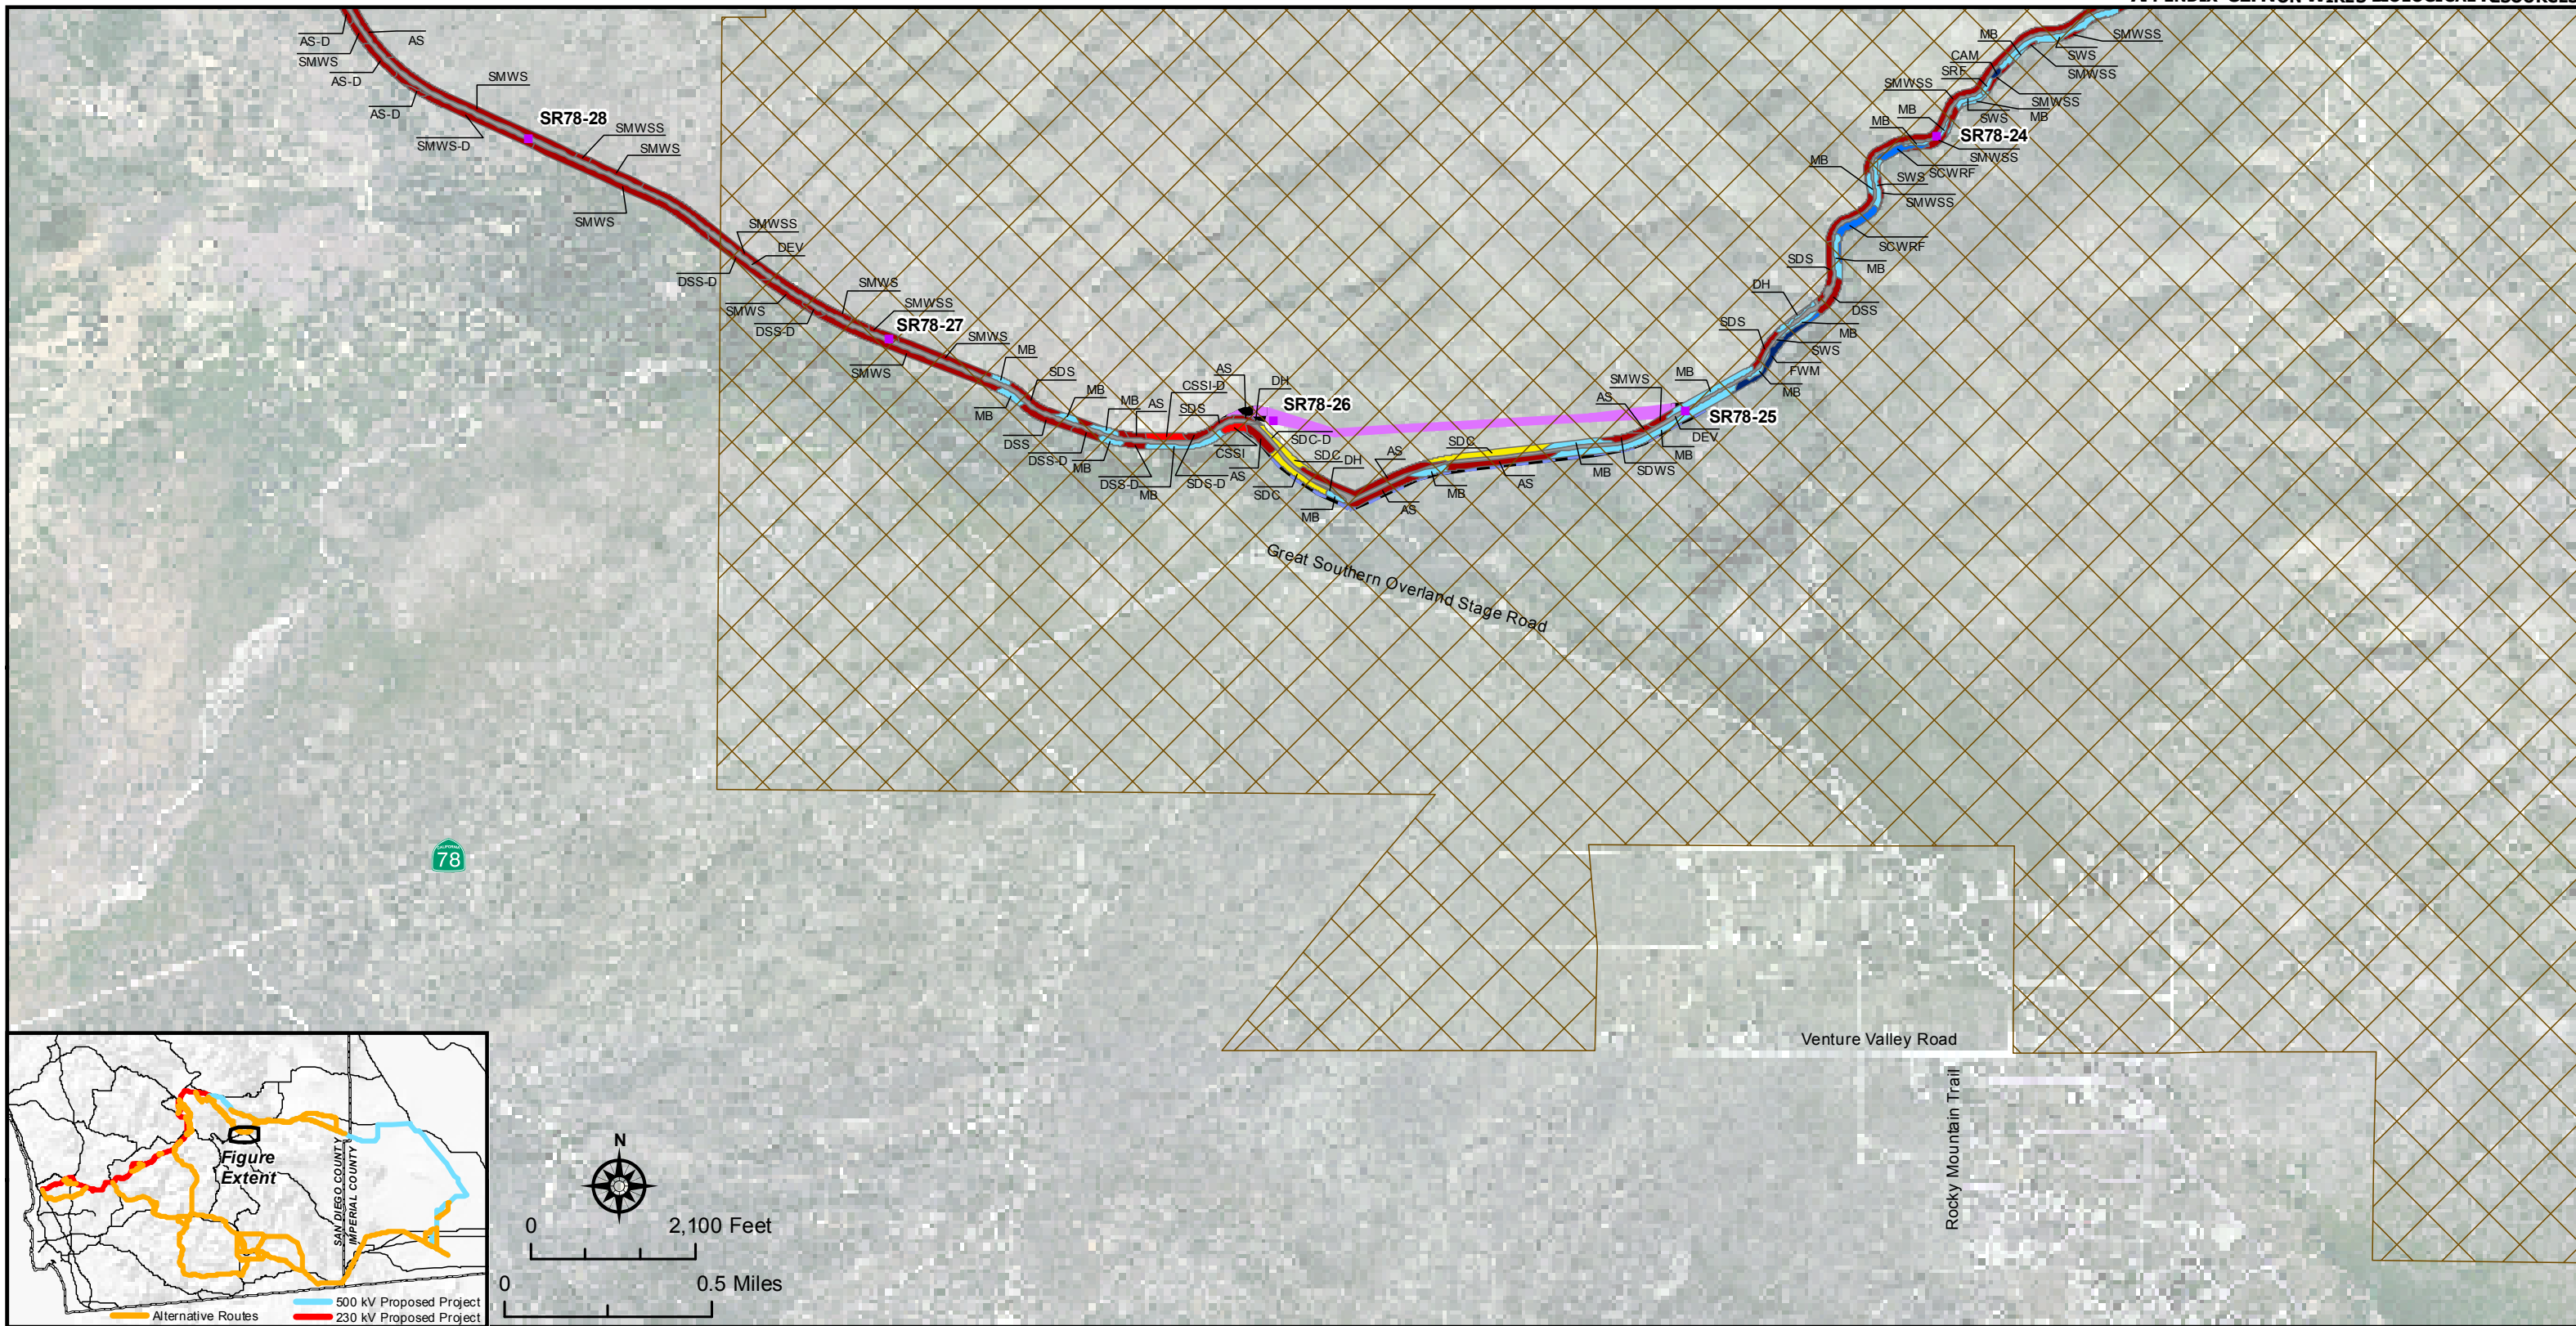 AS-D
AS
SMWS
AS-D
AS-D
SMWS
SMWS-D
SR78-28
SMWSS
SMWS
SMWS
SMWSS
DEV
DSS-D
SMWS
DSS-D
SMWS
SMWSS
SR78-27
SMWS
SMWS
MB
MB
SDS
MB
DSS
DSS-D
MB
MB
AS
CSSI-D
SDS
AS
DH
SR78-26
DSS-D
MB
SDS-D
AS
CSSI
SDC-D
SDC
DH
SDC
MB
AS
AS
SDC
MB
AS
AS
SMWS
MB
SDWS
MB
MB
DEV
SR78-25
SDS
DH
MB
SWS
FWM
MB
DSS
SDS
MB
SCWRF
MB
SWS
SMWSS
SCWRF
SMWSS
MB
MB
SR78-24
SMWSS
SRF
CAM
MB
SWS
MB
SMWSS
SMWSS
SWS
SMWSS
Great Southern Overland Stage Road
CALIFORNIA
78
Venture Valley Road
Rocky Mountain Trail
N
0 2,100 Feet
0 0.5 Miles
Figure
Extent
SAN DIEGO COUNTY
IMPERIAL COUNTY
500 kV Proposed Project
Alternative Routes
230 kV Proposed Project